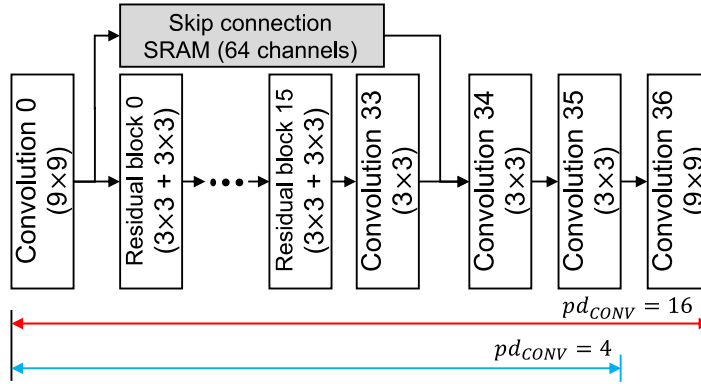 Skip connection
SRAM (64 channels)
Convolution 0
(9×9)
Residual block 0
(3×3 + 3×3)
•••
Residual block 15
(3×3 + 3×3)
Convolution 33
(3×3)
Convolution 34
(3×3)
Convolution 35
(3×3)
Convolution 36
(9×9)
pd_CONV = 16
pd_CONV = 4